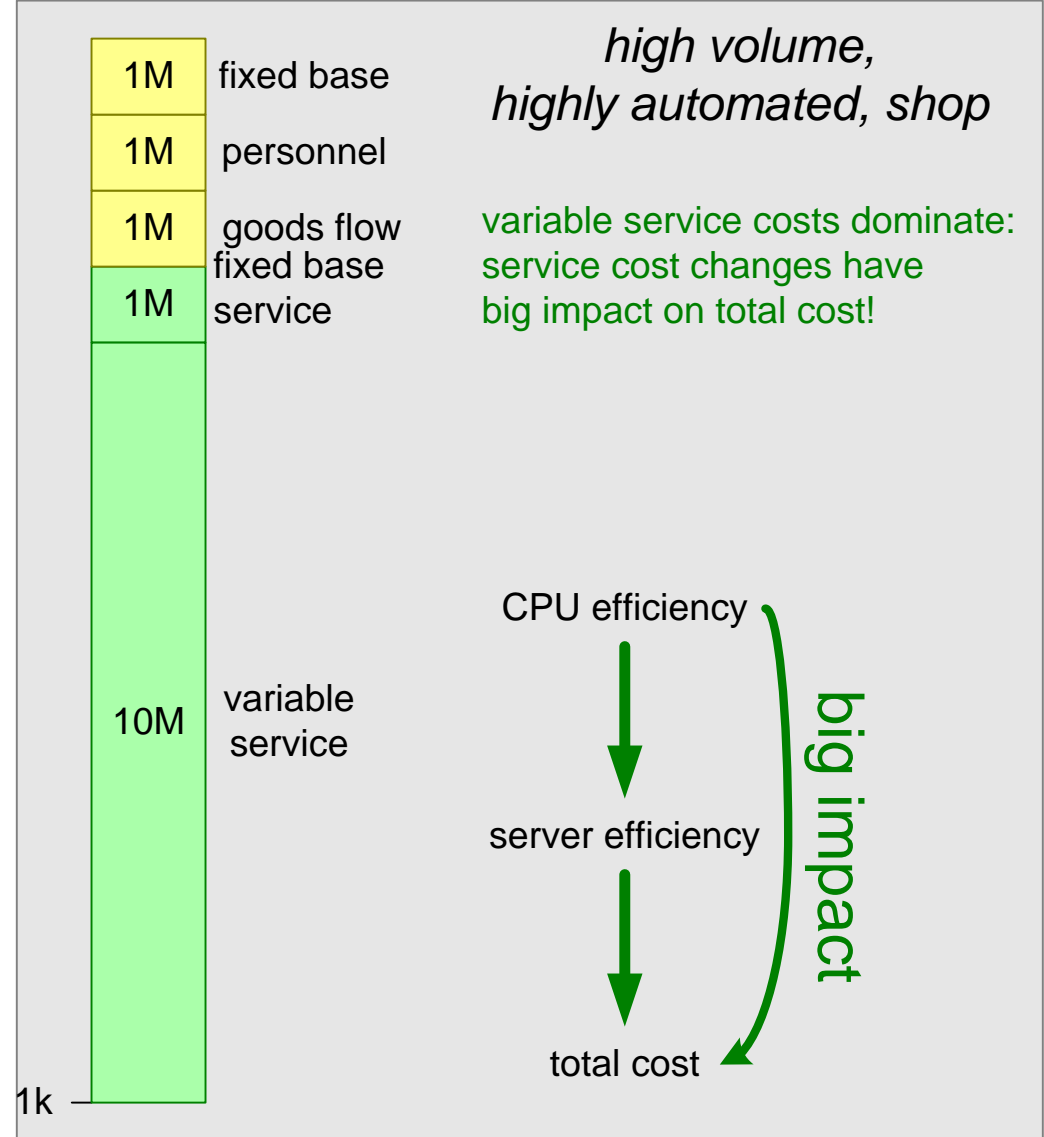 high volume,
highly automated, shop
1M fixed base
1M personnel
1M goods flow
1M fixed base
service
variable service costs dominate:
service cost changes have
big impact on total cost!
10M variable
service
CPU efficiency
server efficiency
total cost
big impact
1k